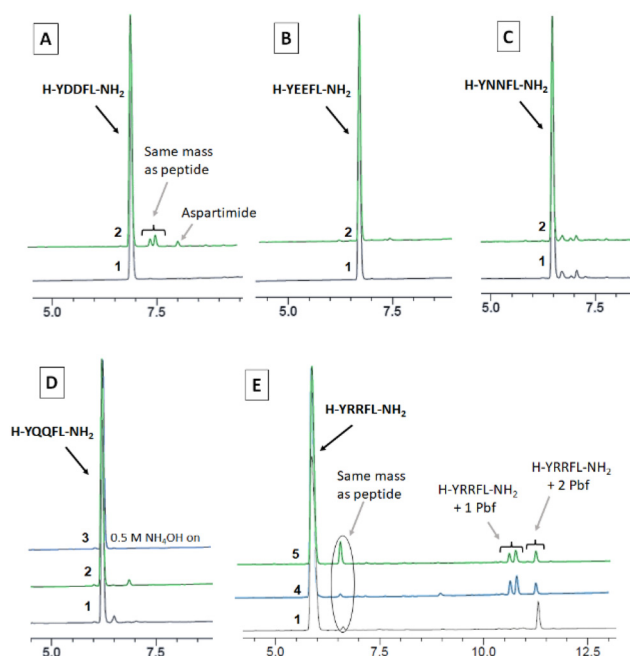 A
H-YDDFL-NH2
Same mass
as peptide
Aspartimide
2
1
5.0
7.5
B
H-YEEFL-NH2
2
1
5.0
7.5
C
H-YNNFL-NH2
2
1
5.0
7.5
D
H-YQQFL-NH2
3
0.5 M NH4OH on
2
1
5.0
7.5
E
H-YRRFL-NH2
Same mass
as peptide
H-YRRFL-NH2
+ 1 Pbf
H-YRRFL-NH2
+ 2 Pbf
5
4
1
5.0
7.5
10.0
12.5